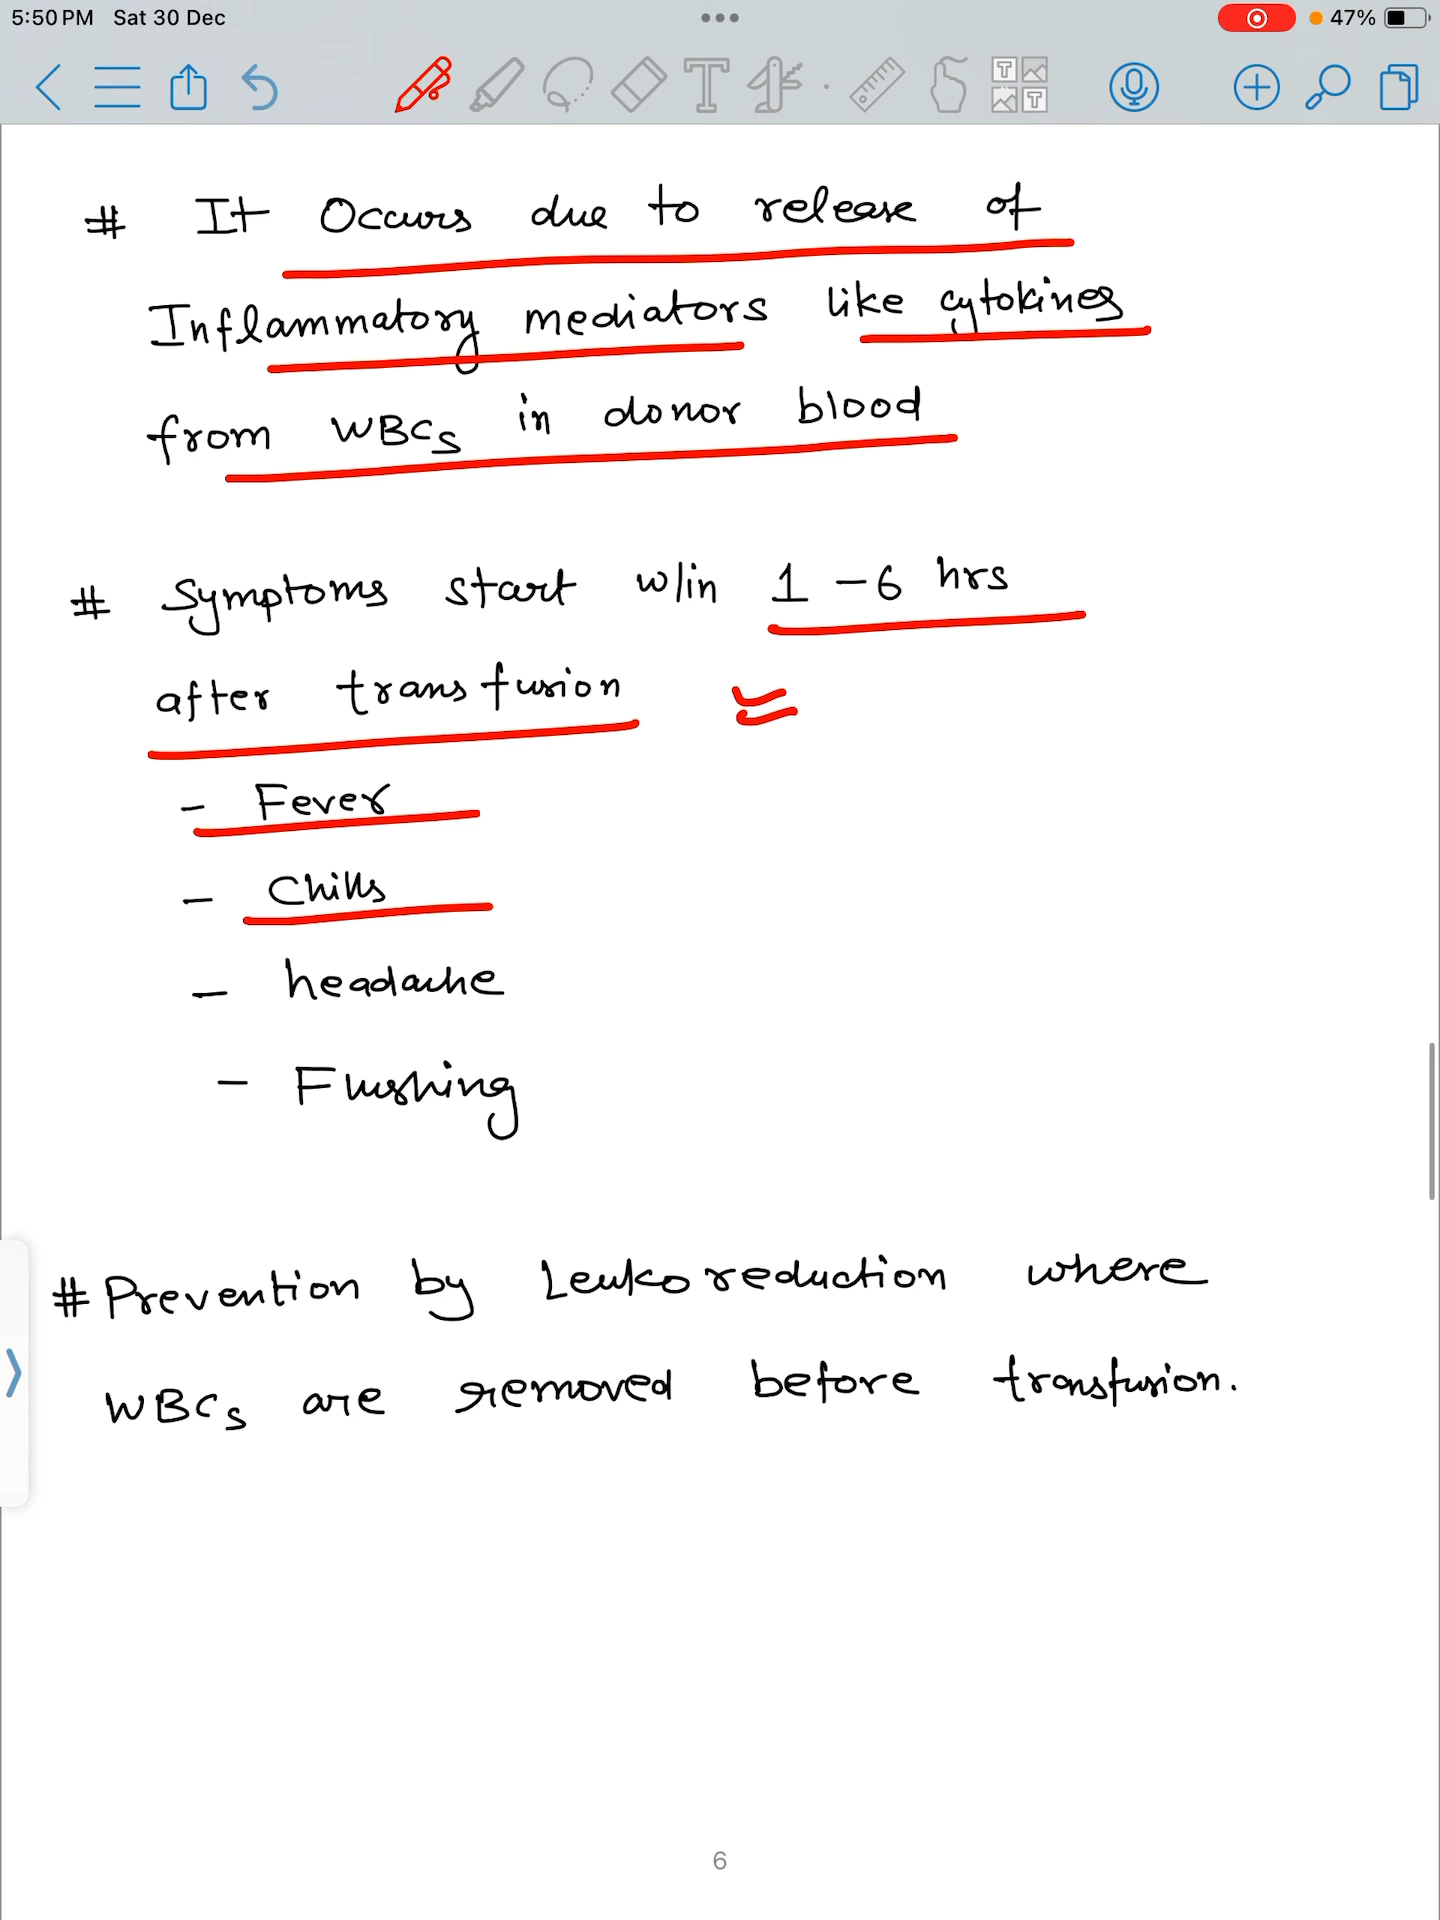 5:50 PM Sat 30 Dec
47%
# It Occurs due to release of
Inflammatory mediators like cytokines
from WBCs in donor blood
# Symptoms start w/in 1 - 6 hrs
after transfusion
- Fever
- Chills
- headache
- Flushing
# Prevention by Leukoreduction where
WBCs are removed before transfusion.
6